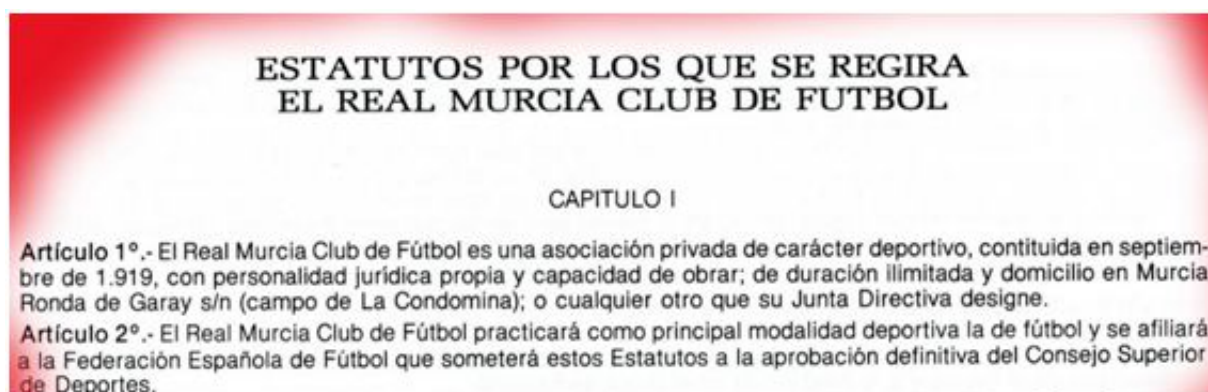 ESTATUTOS POR LOS QUE SE REGIRA
EL REAL MURCIA CLUB DE FUTBOL
CAPITULO I
Artículo 1º.- El Real Murcia Club de Fútbol es una asociación privada de carácter deportivo, contituida en septiem-
bre de 1.919, con personalidad jurídica propia y capacidad de obrar; de duración ilimitada y domicilio en Murcia
Ronda de Garay s/n (campo de La Condomina); o cualquier otro que su Junta Directiva designe.
Artículo 2º.- El Real Murcia Club de Fútbol practicará como principal modalidad deportiva la de fútbol y se afiliará
a la Federación Española de Fútbol que someterá estos Estatutos a la aprobación definitiva del Consejo Superior
de Deportes.